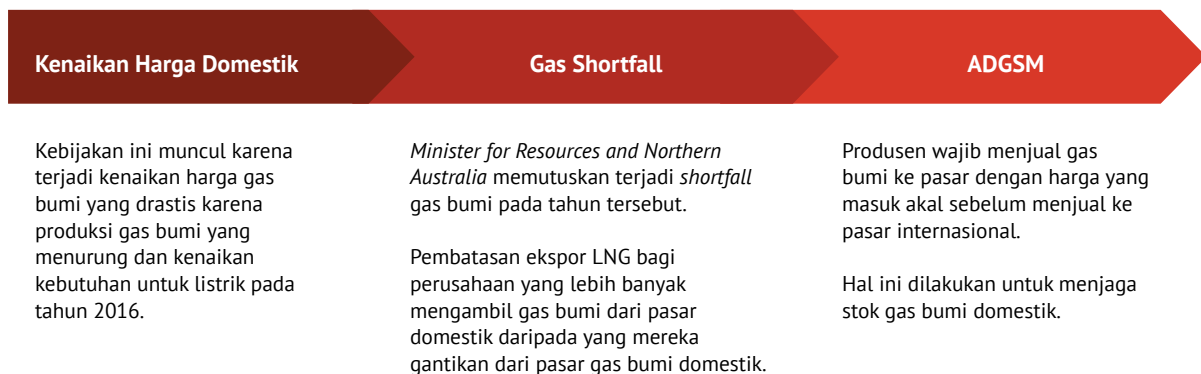 Kenaikan Harga Domestik
Gas Shortfall
ADGSM
Kebijakan ini muncul karena
terjadi kenaikan harga gas
bumi yang drastis karena
produksi gas bumi yang
menurung dan kenaikan
kebutuhan untuk listrik pada
tahun 2016.
Minister for Resources and Northern
Australia memutuskan terjadi shortfall
gas bumi pada tahun tersebut.
Pembatasan ekspor LNG bagi
perusahaan yang lebih banyak
mengambil gas bumi dari pasar
domestik daripada yang mereka
gantikan dari pasar gas bumi domestik.
Produsen wajib menjual gas
bumi ke pasar dengan harga yang
masuk akal sebelum menjual ke
pasar internasional.
Hal ini dilakukan untuk menjaga
stok gas bumi domestik.